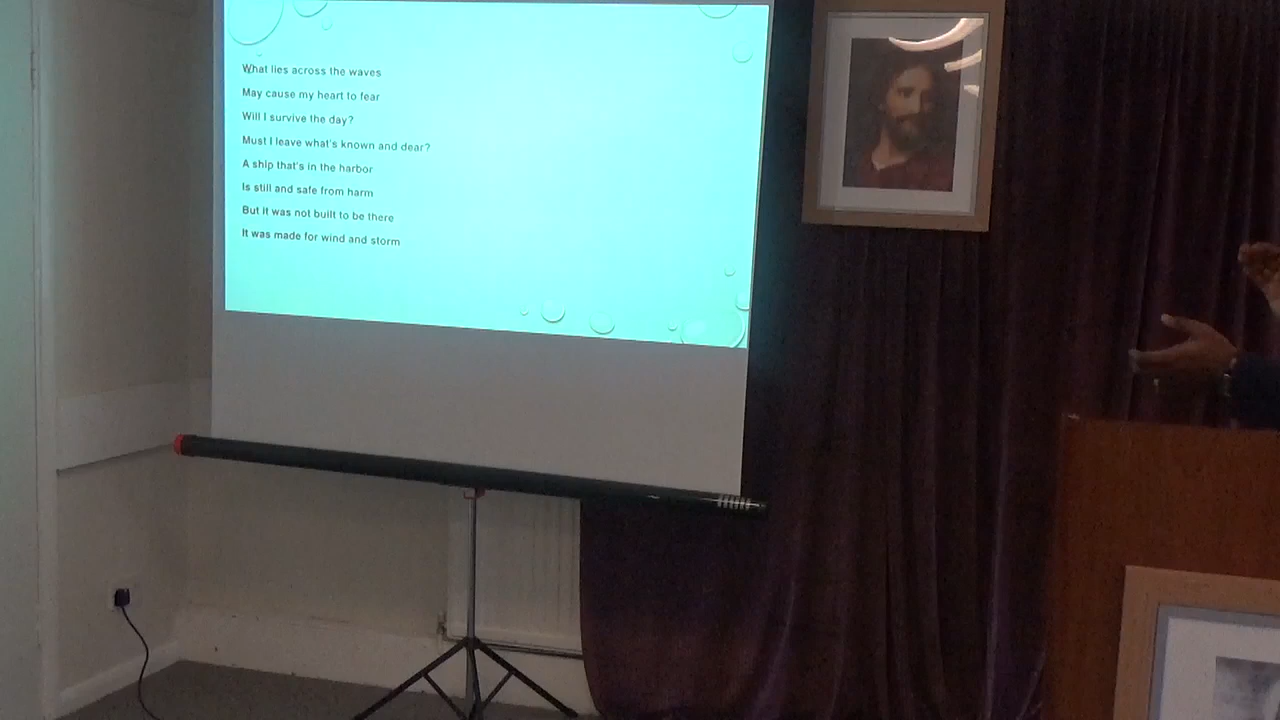 What lies across the waves
May cause my heart to fear
Will I survive the day?
Must I leave what's known and dear?
A ship that's in the harbor
Is still and safe from harm
But it was not built to be there
It was made for wind and storm